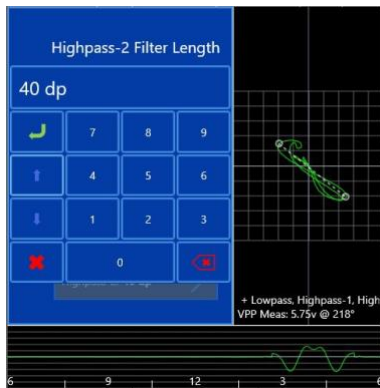 Highpass-2 Filter Length
40 dp
7 8 9
4 5 6
1 2 3
0
+ Lowpass, Highpass-1, High
VPP Meas: 5.75v @ 218°
6 9 12 3 6